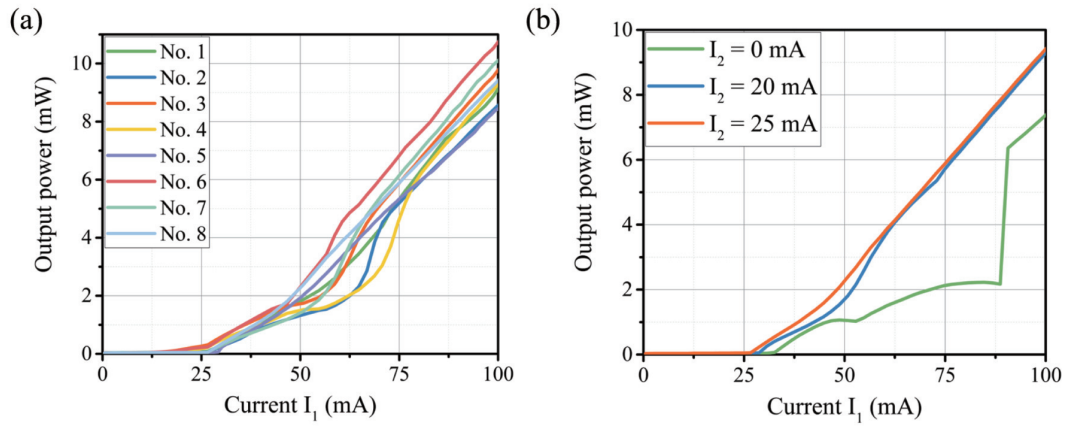 (a)
Output power (mW)
10
8
6
4
2
0
No. 1
No. 2
No. 3
No. 4
No. 5
No. 6
No. 7
No. 8
0 25 50 75 100
Current I₁ (mA)
(b)
Output power (mW)
10
8
6
4
2
0
I₂ = 0 mA
I₂ = 20 mA
I₂ = 25 mA
0 25 50 75 100
Current I₁ (mA)